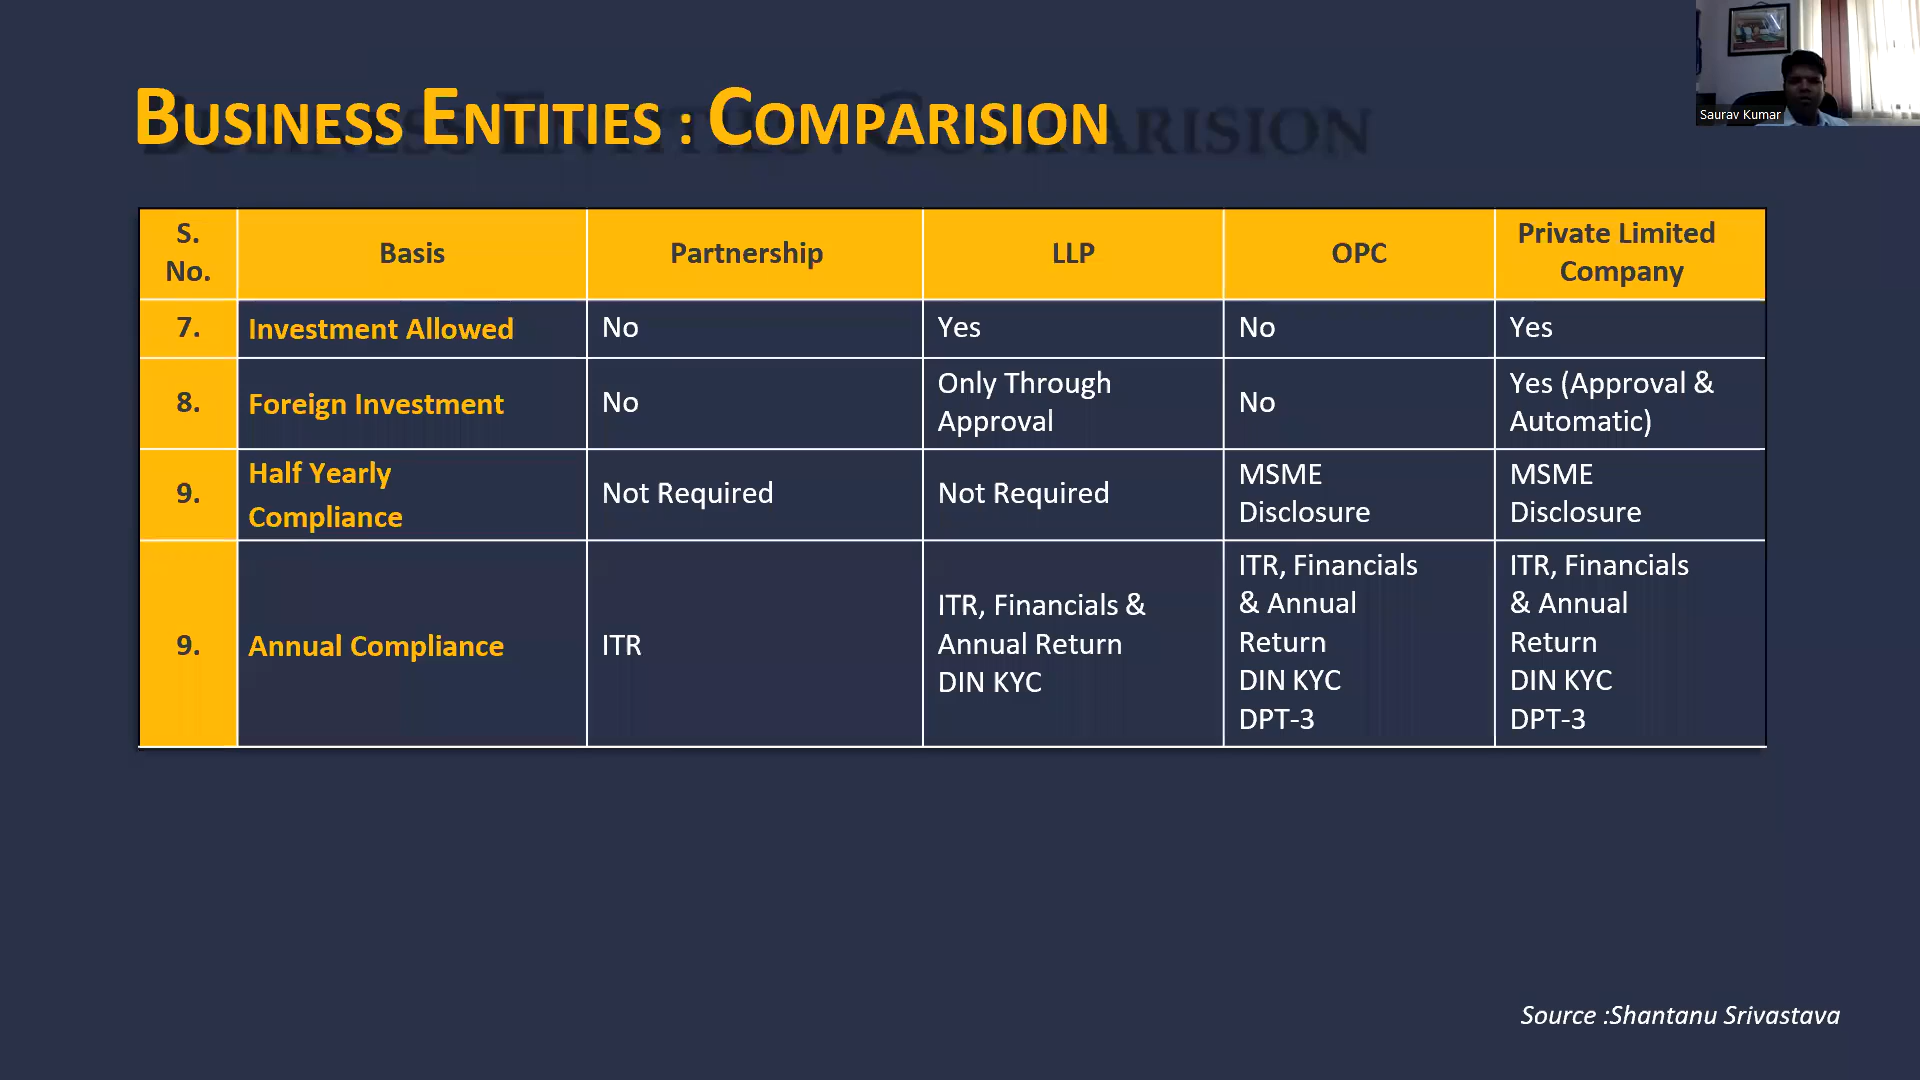 BUSINESS ENTITIES : COMPARISION
Saurav Kumar
S. No. Basis Partnership LLP OPC Private Limited Company
7. Investment Allowed No Yes No Yes
8. Foreign Investment No Only Through Approval No Yes (Approval & Automatic)
9. Half Yearly Compliance Not Required Not Required MSME Disclosure MSME Disclosure
9. Annual Compliance ITR ITR, Financials & Annual Return DIN KYC ITR, Financials & Annual Return DIN KYC DPT-3 ITR, Financials & Annual Return DIN KYC DPT-3
Source :Shantanu Srivastava